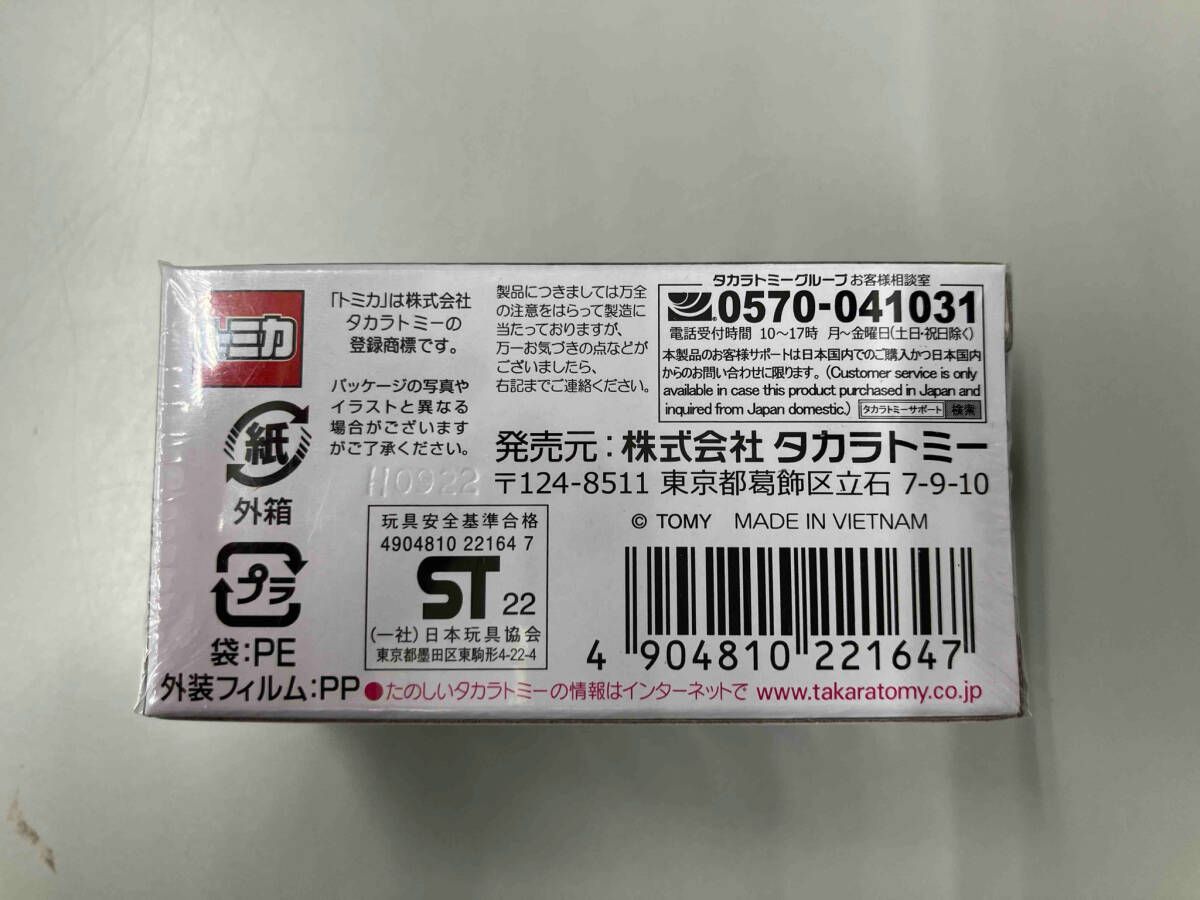 トミカ
「トミカ」は株式会社
タカラトミーの
登録商標です。
パッケージの写真や
イラストと異なる
場合がございます
がご了承ください。
製品につきましては万全
の注意をはらって製造に
当たっておりますが、
万一お気づきの点などが
ございましたら、
右記までご連絡ください。
タカラトミーグループ お客様相談室
0570-041031
電話受付時間 10〜17時 月〜金曜日(土日・祝日除く)
本製品のお客様サポートは日本国内でのご購入かつ日本国内
からのお問い合わせに限ります。(Customer service is only
available in case this product purchased in Japan and
inquired from Japan domestic.) タカラトミーサポート 検索
発売元:株式会社 タカラトミー
〒124-8511 東京都葛飾区立石 7-9-10
© TOMY MADE IN VIETNAM
紙
外箱
プラ
袋:PE
外装フィルム:PP
H0922
玩具安全基準合格
4904810 22164 7
ST 22
(一社)日本玩具協会
東京都墨田区東駒形4-22-4
4 904810 221647
●たのしいタカラトミーの情報はインターネットで www.takaratomy.co.jp